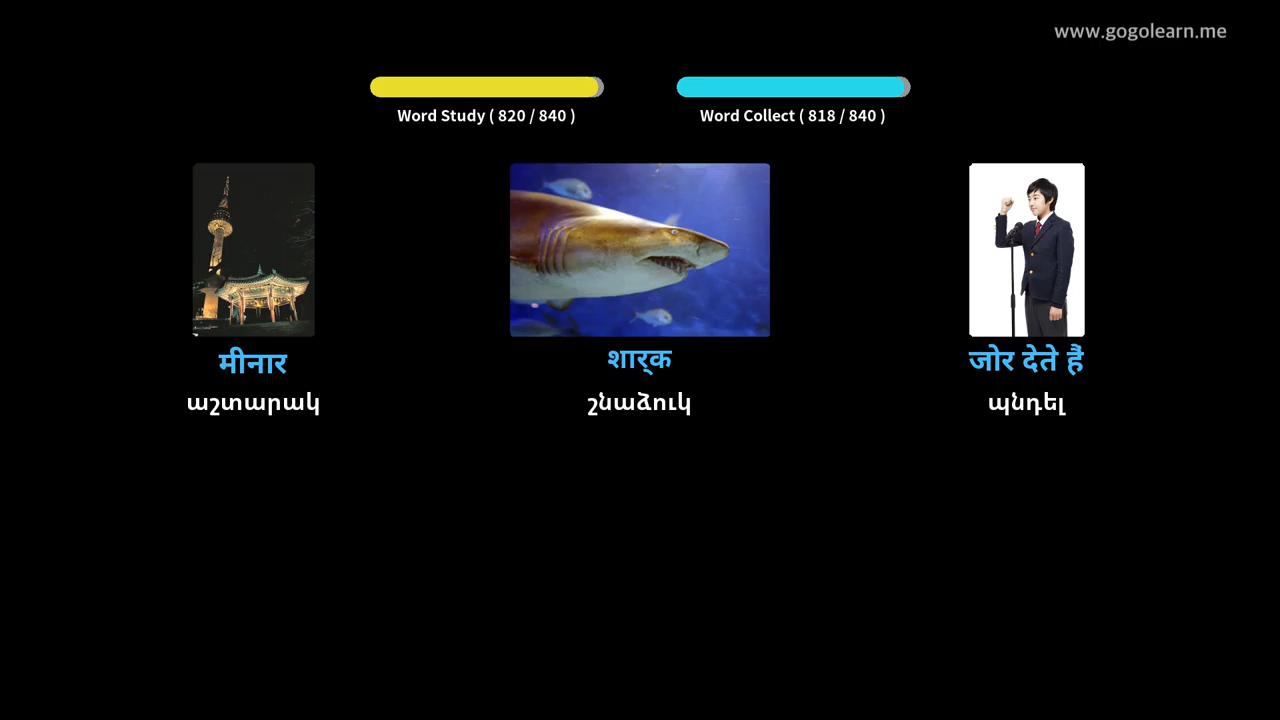 www.gogolearn.me
Word Study ( 820 / 840 )
Word Collect ( 818 / 840 )
मीनार
शार्क
जोर देते हैं
աշտարակ
շնաձուկ
պնդել